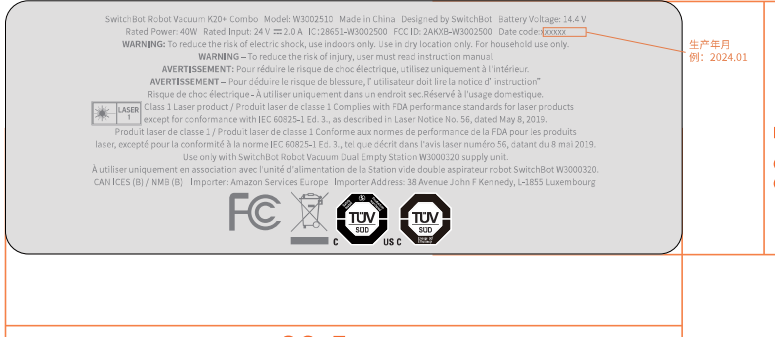 SwitchBot Robot Vacuum K20+ Combo Model: W3002510 Made in China Designed by SwitchBot Battery Voltage: 14.4 V
Rated Power: 40W Rated Input: 24 V ⎓ 2.0 A IC:28651-W3002500 FCC ID: 2AKXB-W3002500 Date code:xxxxxx
WARNING: To reduce the risk of electric shock, use indoors only. Use in dry location only. For household use only.
WARNING – To reduce the risk of injury, user must read instruction manual
AVERTISSEMENT: Pour réduire le risque de choc électrique, utilisez uniquement à l'intérieur.
AVERTISSEMENT – Pour déduire le risque de blessure, l' utilisateur doit lire la notice d' instruction"
Risque de choc électrique - À utiliser uniquement dans un endroit sec.Réservé à l'usage domestique.
LASER 1
Class 1 Laser product / Produit laser de classe 1 Complies with FDA performance standards for laser products
except for conformance with IEC 60825-1 Ed. 3., as described in Laser Notice No. 56, dated May 8, 2019.
Produit laser de classe 1 / Produit laser de classe 1 Conforme aux normes de performance de la FDA pour les produits
laser, excepté pour la conformité à la norme IEC 60825-1 Ed. 3., tel que décrit dans l'avis laser numéro 56, datant du 8 mai 2019.
Use only with SwitchBot Robot Vacuum Dual Empty Station W3000320 supply unit.
À utiliser uniquement en association avec l'unité d'alimentation de la Station vide double aspirateur robot SwitchBot W3000320.
CAN ICES (B) / NMB (B) Importer: Amazon Services Europe Importer Address: 38 Avenue John F Kennedy, L-1855 Luxembourg
FC
C TÜV SÜD US
C TÜV SÜD
生产年月
例：2024.01